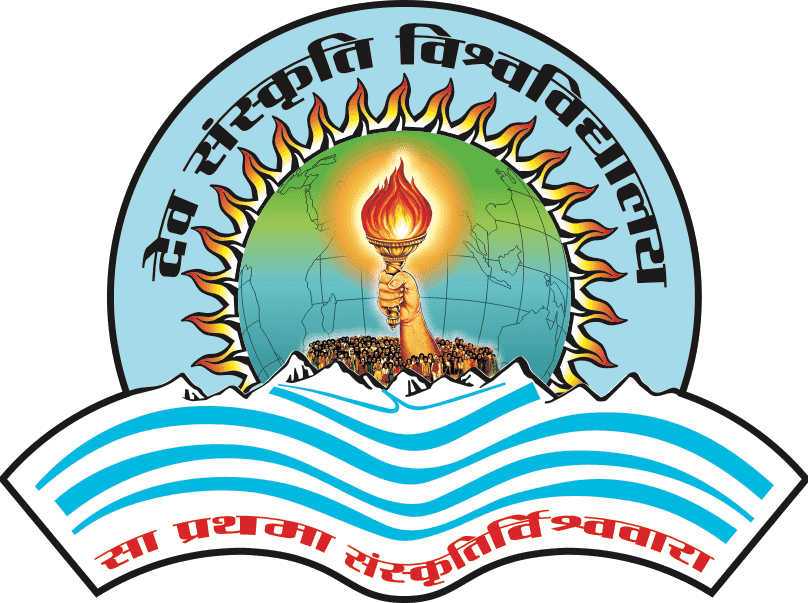 देव संस्कृति विश्वविद्यालय
सा प्रथमा संस्कृतिर्विश्ववारा